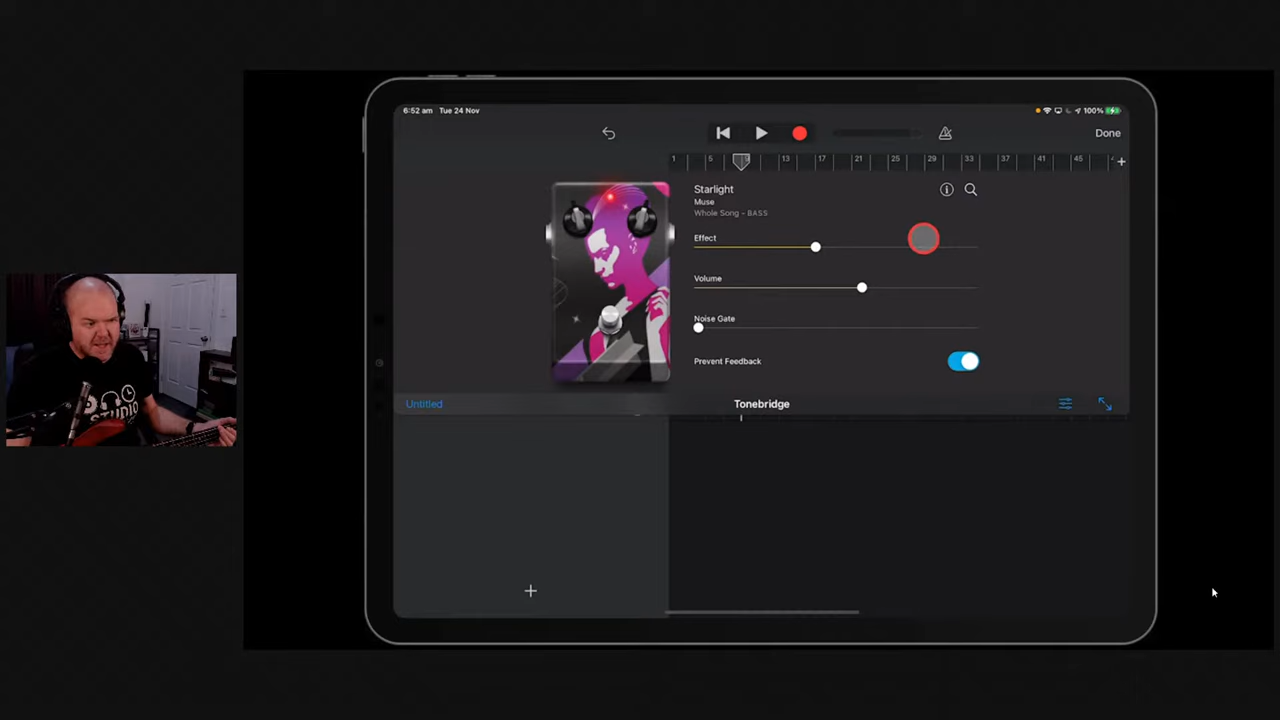 6:52 am Tue 24 Nov
100%
Done
1 5 9 13 17 21 25 29 33 37 41 45
Starlight
Muse
Whole Song - BASS
Effect
Volume
Noise Gate
Prevent Feedback
Untitled
Tonebridge
STUDIO